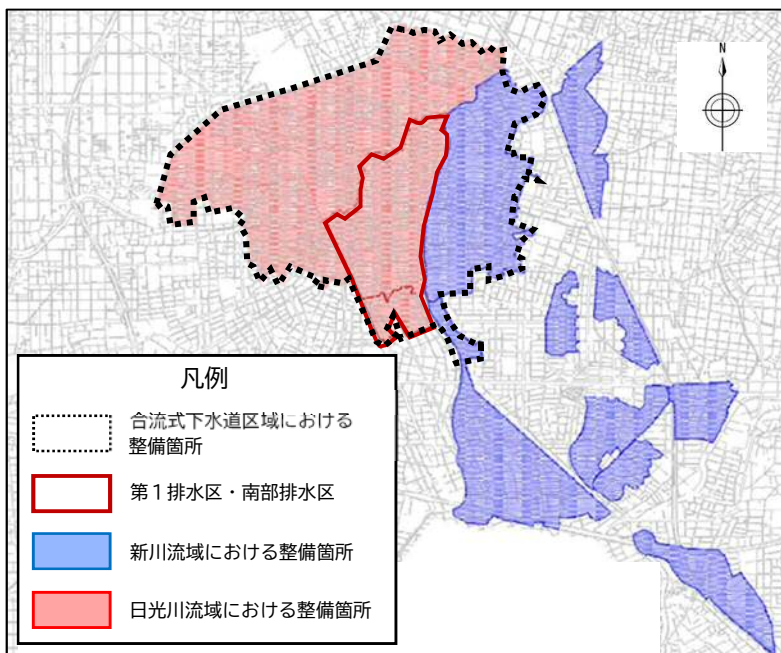 N
凡例
合流式下水道区域における
整備箇所
第１排水区・南部排水区
新川流域における整備箇所
日光川流域における整備箇所